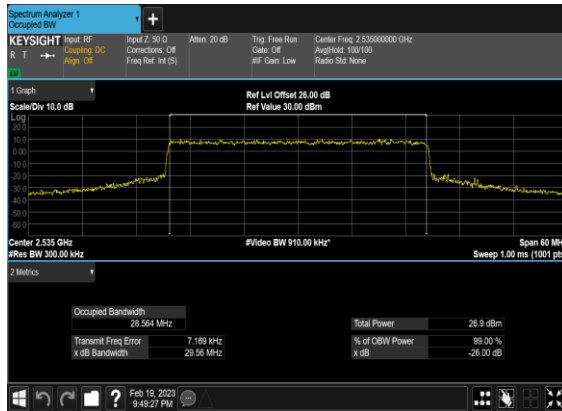 Spectrum Analyzer 1
Occupied BW
+
KEYSIGHT
R T
LXI
Input: RF
Coupling: DC
Align: Off
Input Z: 50 Ω
Corrections: Off
Freq Ref: Int (S)
Atten: 20 dB
Trig: Free Run
Gate: Off
#IF Gain: Low
Center Freq: 2.535000000 GHz
Avg|Hold: 100/100
Radio Std: None
1 Graph
Scale/Div 10.0 dB
Ref Lvl Offset 26.00 dB
Ref Value 30.00 dBm
Log
20.0
10.0
0.00
-10.0
-20.0
-30.0
-40.0
-50.0
-60.0
Center 2.535 GHz
#Res BW 300.00 kHz
#Video BW 910.00 kHz*
Span 60 MH
Sweep 1.00 ms (1001 pts
2 Metrics
Occupied Bandwidth
28.564 MHz
Transmit Freq Error 7.169 kHz
x dB Bandwidth 29.56 MHz
Total Power 26.9 dBm
% of OBW Power 99.00 %
x dB -26.00 dB
?
Feb 19, 2023
9:49:27 PM